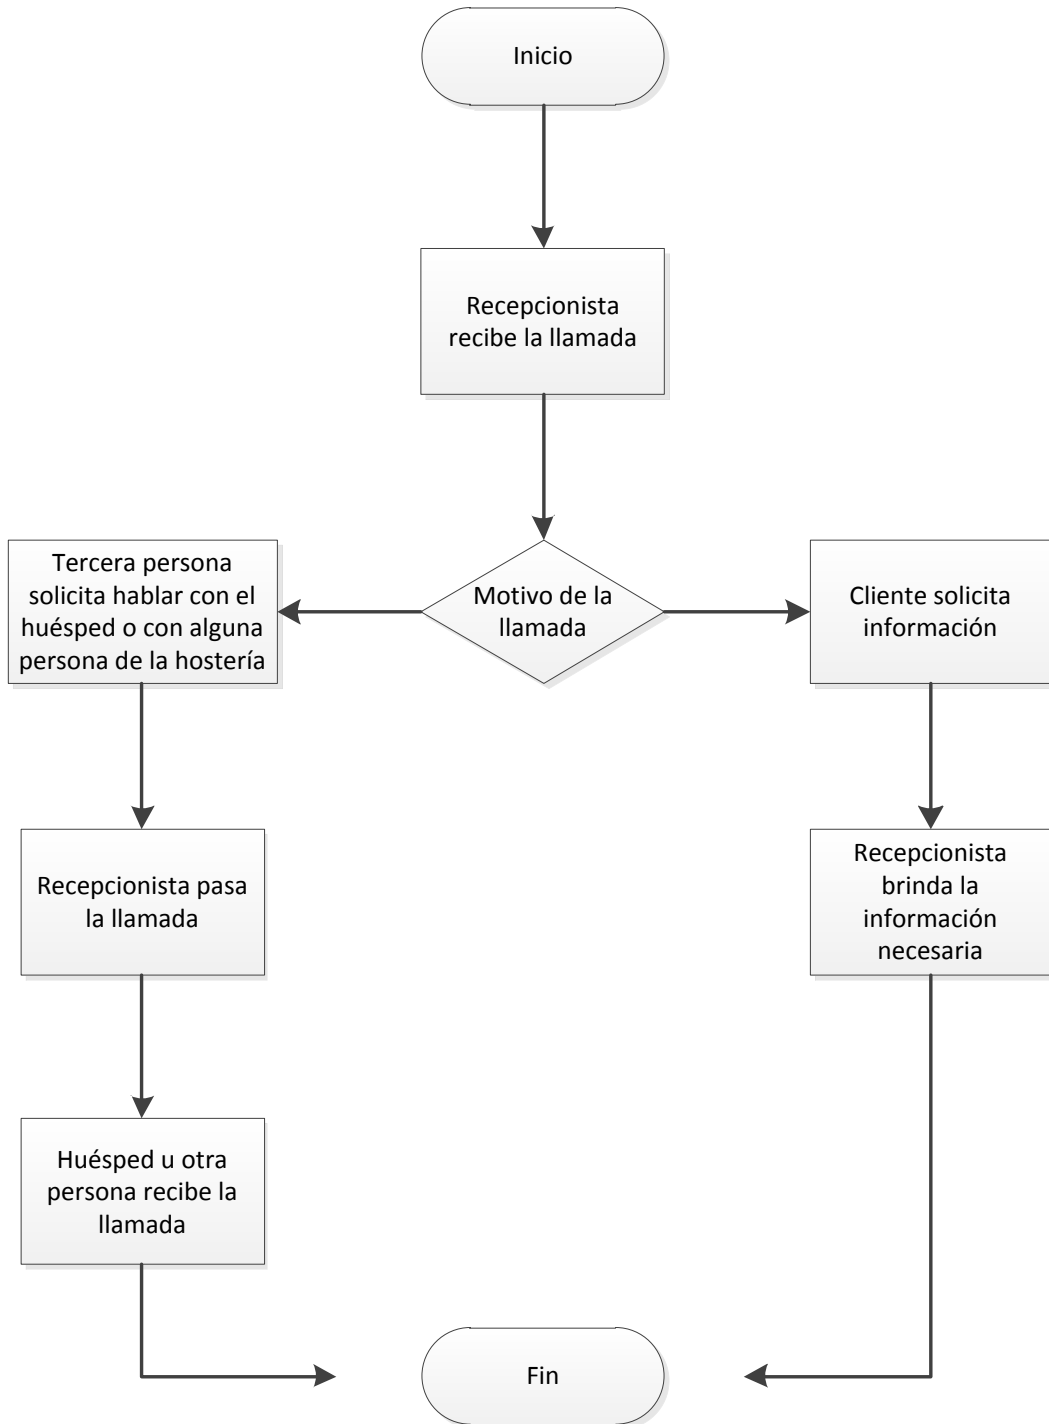 Inicio
Recepcionista
recibe la llamada
Motivo de la
llamada
Tercera persona
solicita hablar con el
huésped o con alguna
persona de la hostería
Cliente solicita
información
Recepcionista pasa
la llamada
Recepcionista
brinda la
información
necesaria
Huésped u otra
persona recibe la
llamada
Fin